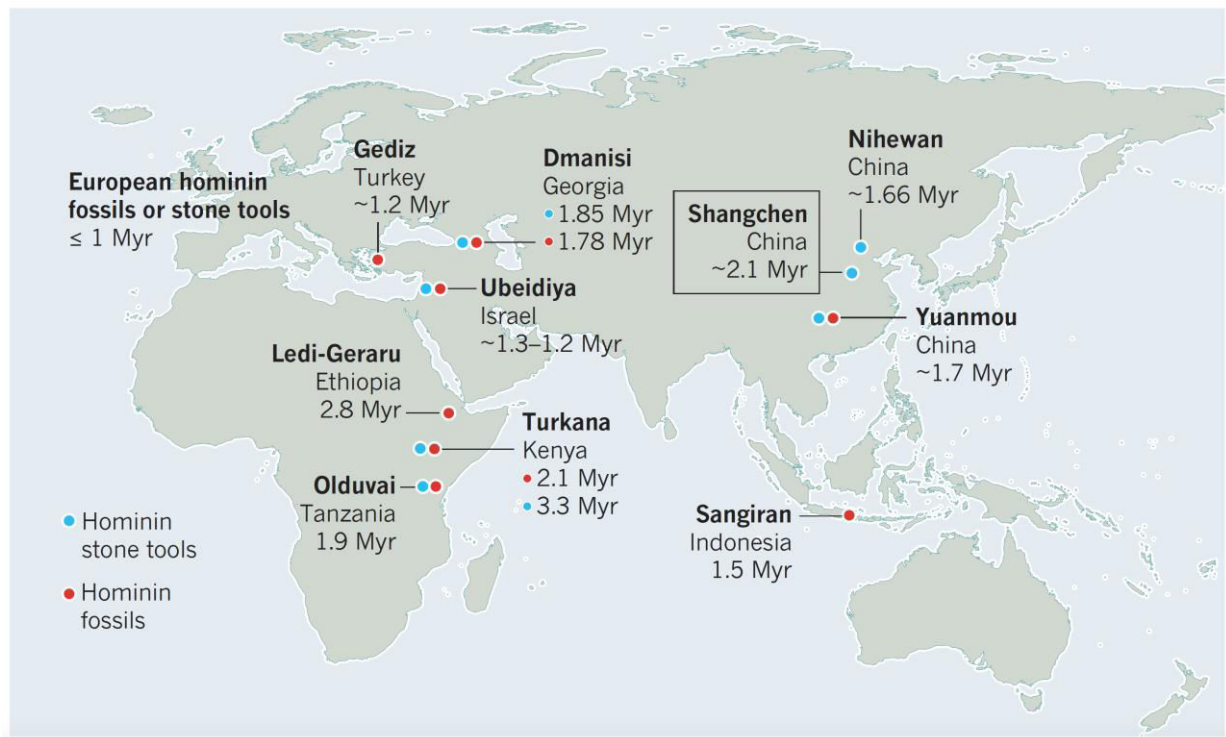 European hominin
fossils or stone tools
≤ 1 Myr
Gediz
Turkey
~1.2 Myr
Dmanisi
Georgia
1.85 Myr
1.78 Myr
Nihewan
China
~1.66 Myr
Shangchen
China
~2.1 Myr
Ubeidiya
Israel
~1.3–1.2 Myr
Yuanmou
China
~1.7 Myr
Ledi-Geraru
Ethiopia
2.8 Myr
Turkana
Kenya
2.1 Myr
3.3 Myr
Olduvai
Tanzania
1.9 Myr
Sangiran
Indonesia
1.5 Myr
Hominin
stone tools
Hominin
fossils